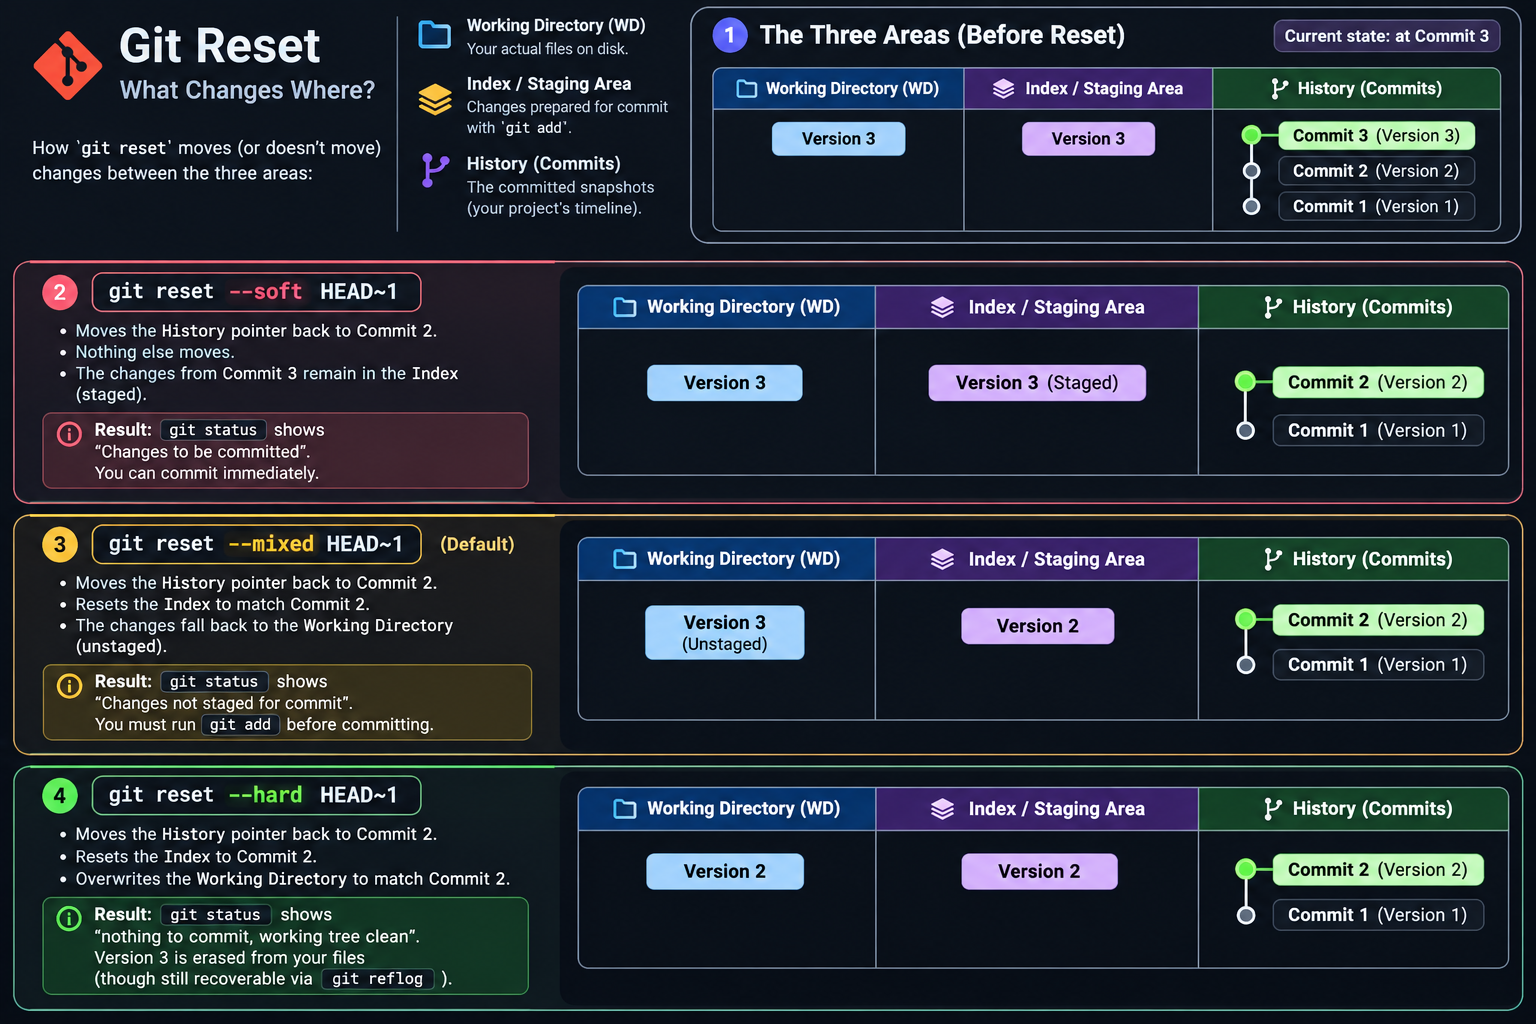 Git Reset
What Changes Where?
How `git reset` moves (or doesn't move)
changes between the three areas:
Working Directory (WD)
Your actual files on disk.
Index / Staging Area
Changes prepared for commit
with `git add`.
History (Commits)
The committed snapshots
(your project's timeline).
1 The Three Areas (Before Reset)
Current state: at Commit 3
Working Directory (WD) Index / Staging Area History (Commits)
Version 3 Version 3 Commit 3 (Version 3)
Commit 2 (Version 2)
Commit 1 (Version 1)
2 git reset --soft HEAD~1
• Moves the History pointer back to Commit 2.
• Nothing else moves.
• The changes from Commit 3 remain in the Index
(staged).
Result: git status shows
“Changes to be committed”.
You can commit immediately.
Working Directory (WD) Index / Staging Area History (Commits)
Version 3 Version 3 (Staged) Commit 2 (Version 2)
Commit 1 (Version 1)
3 git reset --mixed HEAD~1 (Default)
• Moves the History pointer back to Commit 2.
• Resets the Index to match Commit 2.
• The changes fall back to the Working Directory
(unstaged).
Result: git status shows
“Changes not staged for commit”.
You must run git add before committing.
Working Directory (WD) Index / Staging Area History (Commits)
Version 3
(Unstaged)
Version 2
Commit 2 (Version 2)
Commit 1 (Version 1)
4 git reset --hard HEAD~1
• Moves the History pointer back to Commit 2.
• Resets the Index to Commit 2.
• Overwrites the Working Directory to match Commit 2.
Result: git status shows
“nothing to commit, working tree clean”.
Version 3 is erased from your files
(though still recoverable via git reflog ).
Working Directory (WD) Index / Staging Area History (Commits)
Version 2 Version 2 Commit 2 (Version 2)
Commit 1 (Version 1)